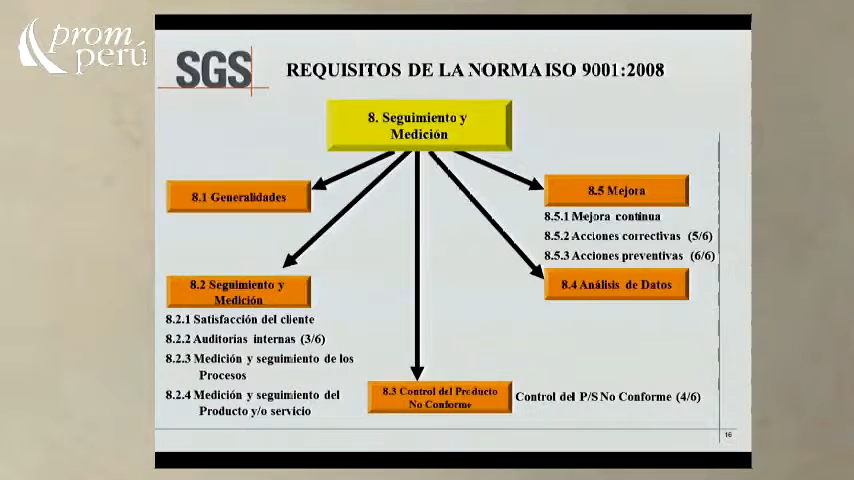 prom
perú
SGS
REQUISITOS DE LA NORMA ISO 9001:2008
8. Seguimiento y
Medición
8.1 Generalidades
8.5 Mejora
8.5.1 Mejora continua
8.5.2 Acciones correctivas (5/6)
8.5.3 Acciones preventivas (6/6)
8.2 Seguimiento y
Medición
8.4 Análisis de Datos
8.2.1 Satisfacción del cliente
8.2.2 Auditorías internas (3/6)
8.2.3 Medición y seguimiento de los
Procesos
8.2.4 Medición y seguimiento del
Producto y/o servicio
8.3 Control del Producto
No Conforme
Control del P/S No Conforme (4/6)
16